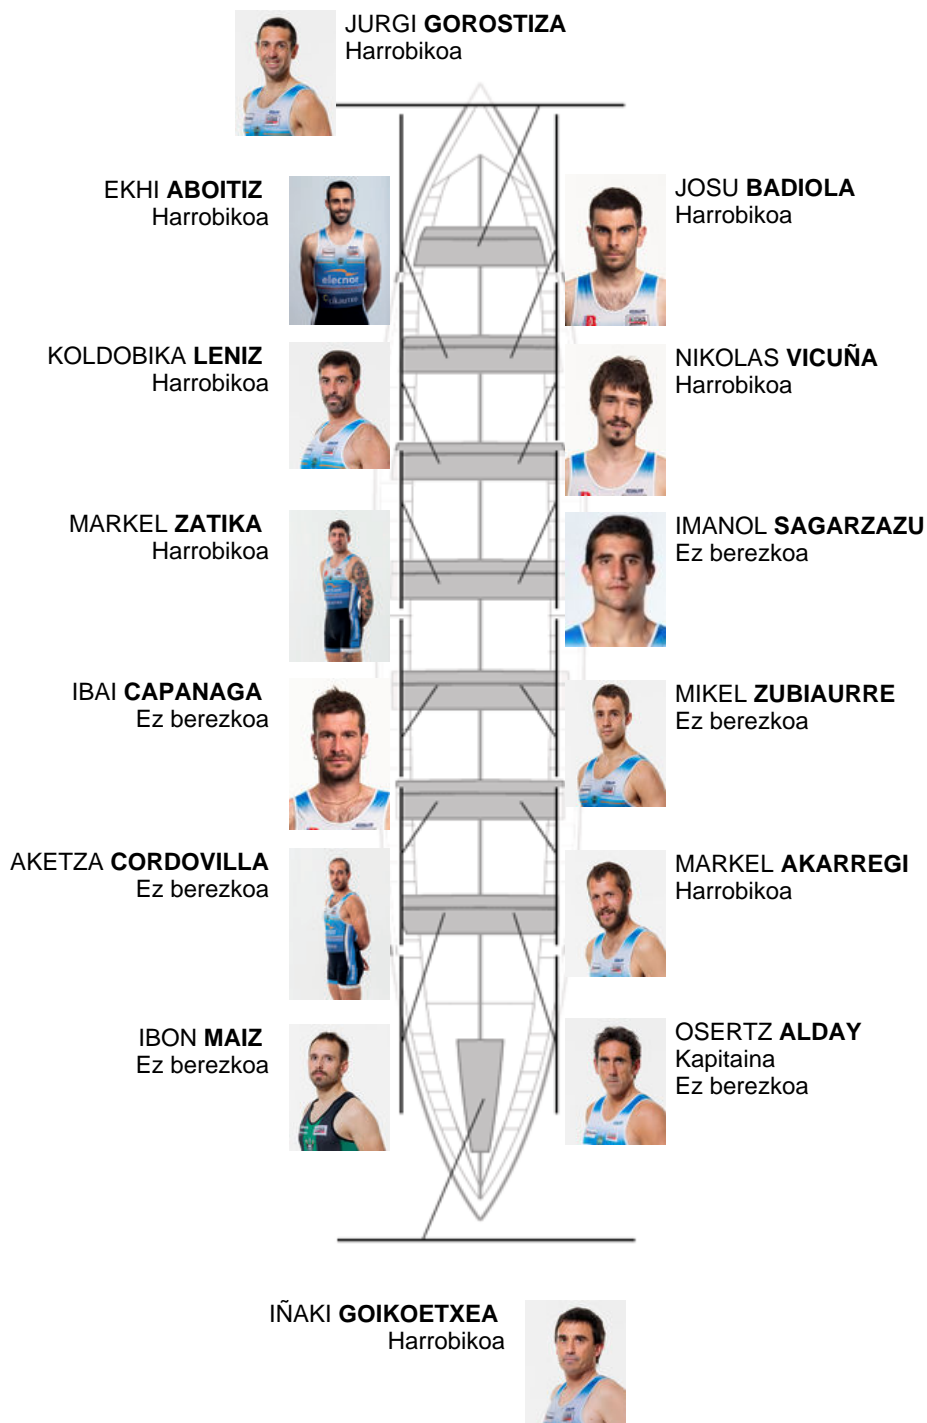 JURGI GOROSTIZA
Harrobikoa
EKHI ABOITIZ
Harrobikoa
JOSU BADIOLA
Harrobikoa
KOLDOBIKA LENIZ
Harrobikoa
NIKOLAS VICUÑA
Harrobikoa
MARKEL ZATIKA
Harrobikoa
IMANOL SAGARZAZU
Ez berezkoa
IBAI CAPANAGA
Ez berezkoa
MIKEL ZUBIAURRE
Ez berezkoa
AKETZA CORDOVILLA
Ez berezkoa
MARKEL AKARREGI
Harrobikoa
IBON MAIZ
Ez berezkoa
OSERTZ ALDAY
Kapitaina
Ez berezkoa
IÑAKI GOIKOETXEA
Harrobikoa
elecnor